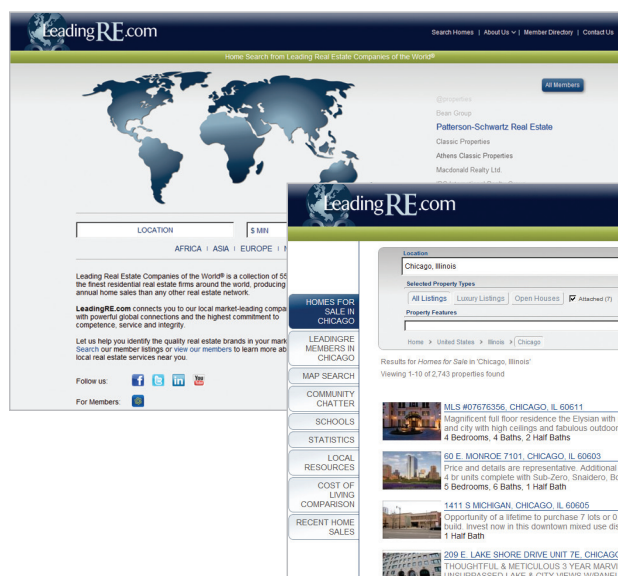 LeadingRE.com
Search Homes | About Us | Member Directory | Contact Us
Home Search from Leading Real Estate Companies of the World®
All Members
@properties
Bean Group
Patterson-Schwartz Real Estate
Classic Properties
Athens Classic Properties
Macdonald Realty Ltd.
LOCATION
$ MIN
AFRICA | ASIA | EUROPE |
Leading Real Estate Companies of the World® is a collection of
the finest residential real estate firms around the world, producing
annual home sales than any other real estate network.
LeadingRE.com connects you to our local market-leading
with powerful global connections and the highest commitment to
competence, service and integrity.
Let us help you identify the quality real estate brands in your
Search our member listings or view our members to learn more
local real estate services near you.
Follow us:
You
For Members:
LeadingRE.com
HOMES FOR
SALE IN
CHICAGO
LEADINGRE
MEMBERS IN
CHICAGO
MAP SEARCH
COMMUNITY
CHATTER
SCHOOLS
STATISTICS
LOCAL
RESOURCES
COST OF
LIVING
COMPARISON
RECENT HOME
SALES
Location
Chicago, Illinois
Selected Property Types
All Listings Luxury Listings Open Houses Attached (7)
Property Features
Home > United States > Illinois > Chicago
Results for Homes for Sale in 'Chicago, Illinois'
Viewing 1-10 of 2,743 properties found
MLS #07676356, CHICAGO, IL 60611
Magnificent full floor residence the Elysian with
and city with high ceilings and fabulous outdoor
4 Bedrooms, 4 Baths, 2 Half Baths
60 E. MONROE 7101, CHICAGO, IL 60603
Price and details are representative. Additional
4 br units complete with Sub-Zero, Snaidero,
5 Bedrooms, 6 Baths, 1 Half Bath
1411 S MICHIGAN, CHICAGO, IL 60605
Opportunity of a lifetime to purchase 7 lots or 0
build. Invest now in this downtown mixed use
1 Half Bath
209 E. LAKE SHORE DRIVE UNIT 7E, CHICAGO
THOUGHTFUL & METICULOUS 3 YEAR
UNSURPASSED LAKE & CITY VIEWS